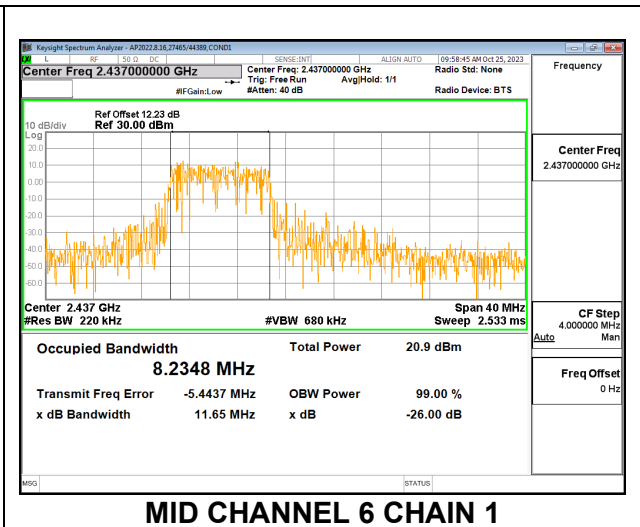 Keysight Spectrum Analyzer - AP2022.8.16,27465/44389,COND1
L RF 50 Ω DC SENSE:INT ALIGN AUTO 09:58:45 AM Oct 25, 2023
Center Freq 2.437000000 GHz Center Freq: 2.437000000 GHz Radio Std: None Frequency
Trig: Free Run Avg|Hold: 1/1
#IFGain:Low #Atten: 40 dB Radio Device: BTS
Ref Offset 12.23 dB
10 dB/div Ref 30.00 dBm
Log
20.0
10.0
0.00
-10.0
-20.0
-30.0
-40.0
-50.0
-60.0
Center Freq
2.437000000 GHz
Center 2.437 GHz Span 40 MHz
#Res BW 220 kHz #VBW 680 kHz Sweep 2.533 ms
CF Step
4.000000 MHz
Auto Man
Occupied Bandwidth Total Power 20.9 dBm
8.2348 MHz
Freq Offset
0 Hz
Transmit Freq Error -5.4437 MHz OBW Power 99.00 %
x dB Bandwidth 11.65 MHz x dB -26.00 dB
MSG STATUS
MID CHANNEL 6 CHAIN 1